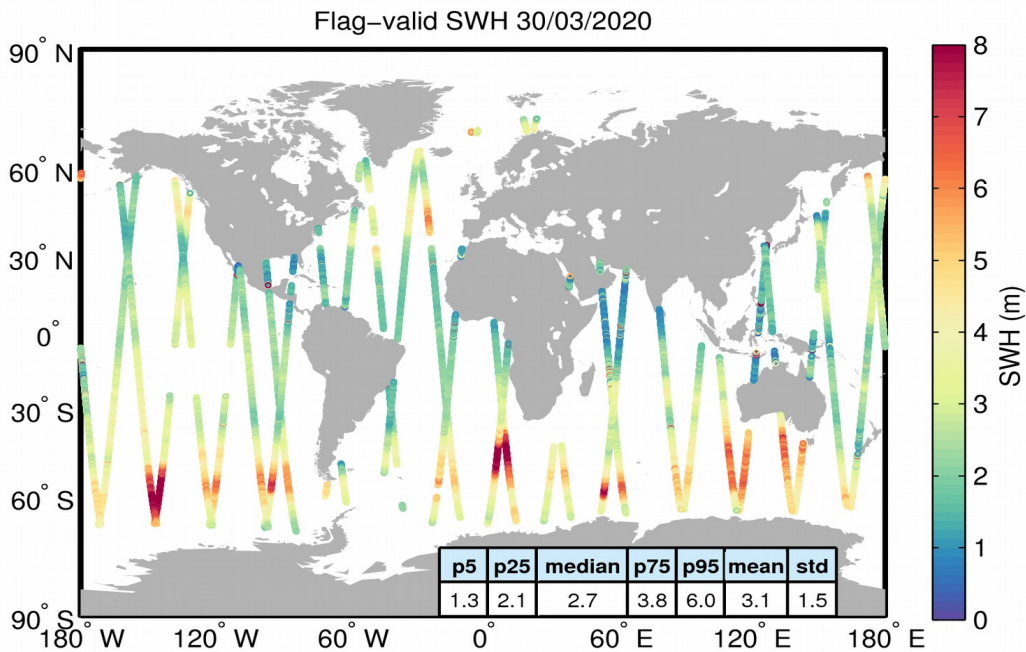 Flag−valid SWH 30/03/2020
90° N
60° N
30° N
0°
30° S
60° S
90° S
180° W
120° W
60° W
0°
60° E
120° E
180° E
p5 p25 median p75 p95 mean std
1.3 2.1 2.7 3.8 6.0 3.1 1.5
8
7
6
5
4
3
2
1
0
SWH (m)